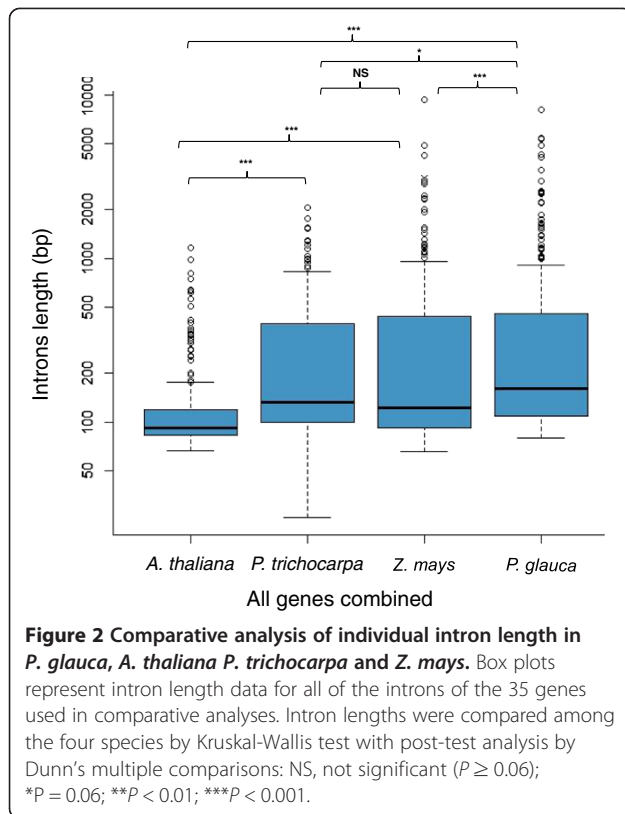 ***
*
NS
***
***
***
10000
5000
2000
1000
500
200
100
50
Introns length (bp)
A. thaliana P. trichocarpa Z. mays P. glauca
All genes combined
Figure 2 Comparative analysis of individual intron length in
P. glauca, A. thaliana P. trichocarpa and Z. mays. Box plots
represent intron length data for all of the introns of the 35 genes
used in comparative analyses. Intron lengths were compared among
the four species by Kruskal-Wallis test with post-test analysis by
Dunn's multiple comparisons: NS, not significant (P ≥ 0.06);
*P = 0.06; **P < 0.01; ***P < 0.001.